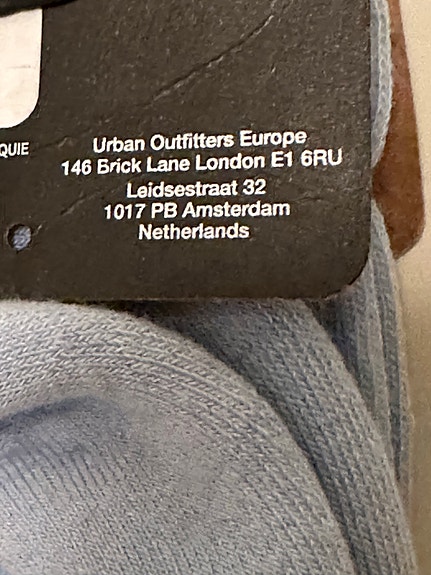 QUIE
Urban Outfitters Europe
146 Brick Lane London E1 6RU
Leidsestraat 32
1017 PB Amsterdam
Netherlands